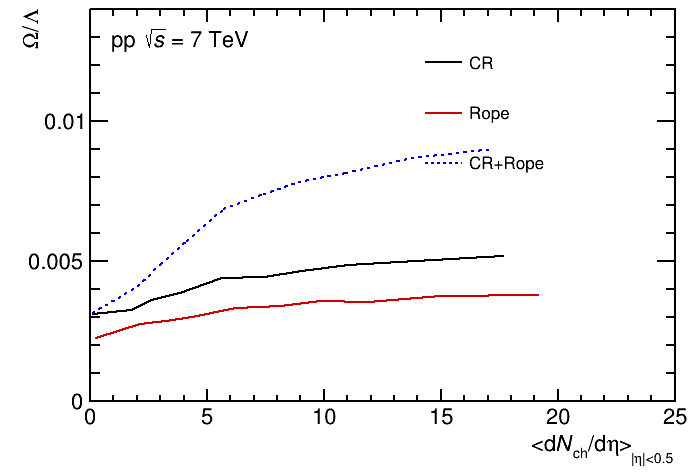 Ω/Λ
pp √s = 7 TeV
CR
Rope
CR+Rope
0.01
0.005
0
0 5 10 15 20 25
<dN_ch/dη>_|η|<0.5